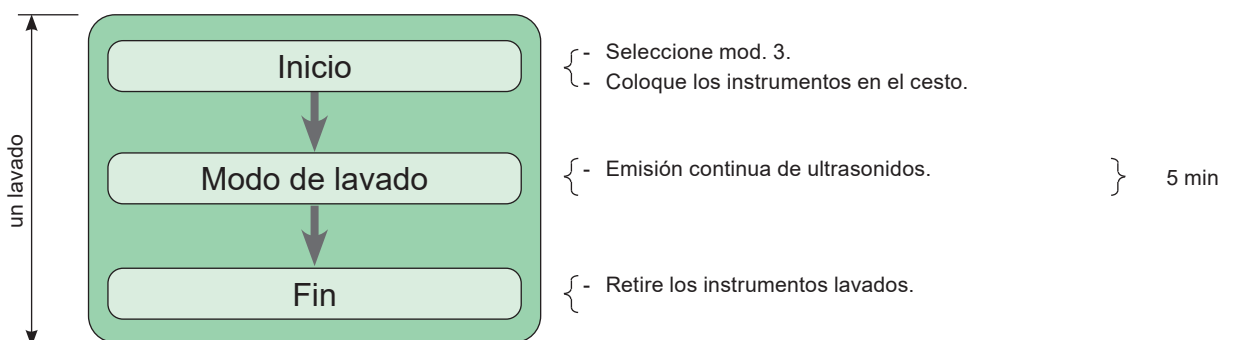 un lavado
Inicio
- Seleccione mod. 3.
- Coloque los instrumentos en el cesto.
Modo de lavado
- Emisión continua de ultrasonidos.
5 min
Fin
- Retire los instrumentos lavados.